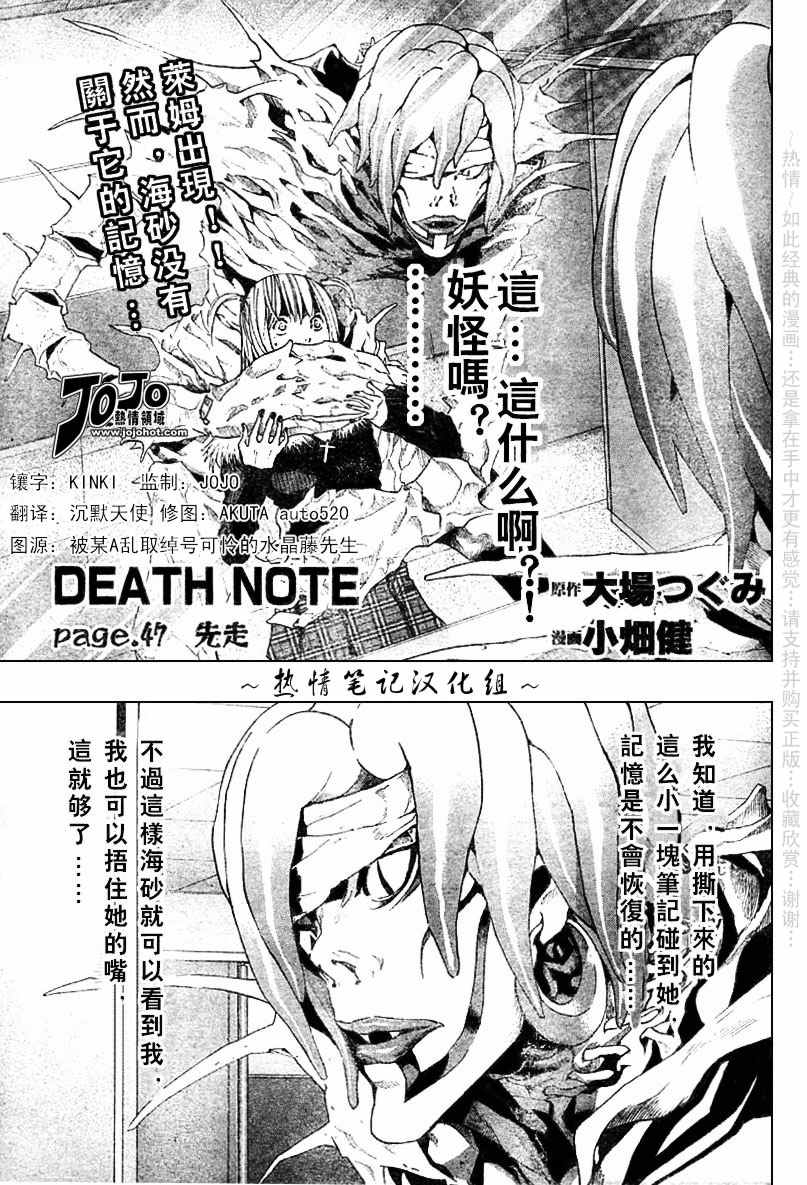 萊姆出現！！
然而，海砂没有
關于它的記憶…
這…這什么啊？！
妖怪嗎？
…………
JOJO
熱情領域
www.jojohot.com
镶字：KINKI 监制：JOJO
翻译：沉默天使 修图：AKUTA auto520
图源：被某A乱取绰号可怜的水晶藤先生
DEATH NOTE
page.47 先走
原作 大場つぐみ
漫画 小畑健
～热情笔记汉化组～
我知道．用撕下來的
這么小一塊筆記碰到她．
記憶是不會恢復的……
不過這樣海砂就可以看到我．
我也可以捂住她的嘴．
這就够了……
～热情～如此经典的漫画…还是拿在手中才更有感觉…请支持并购买正版…收藏欣赏…谢谢…